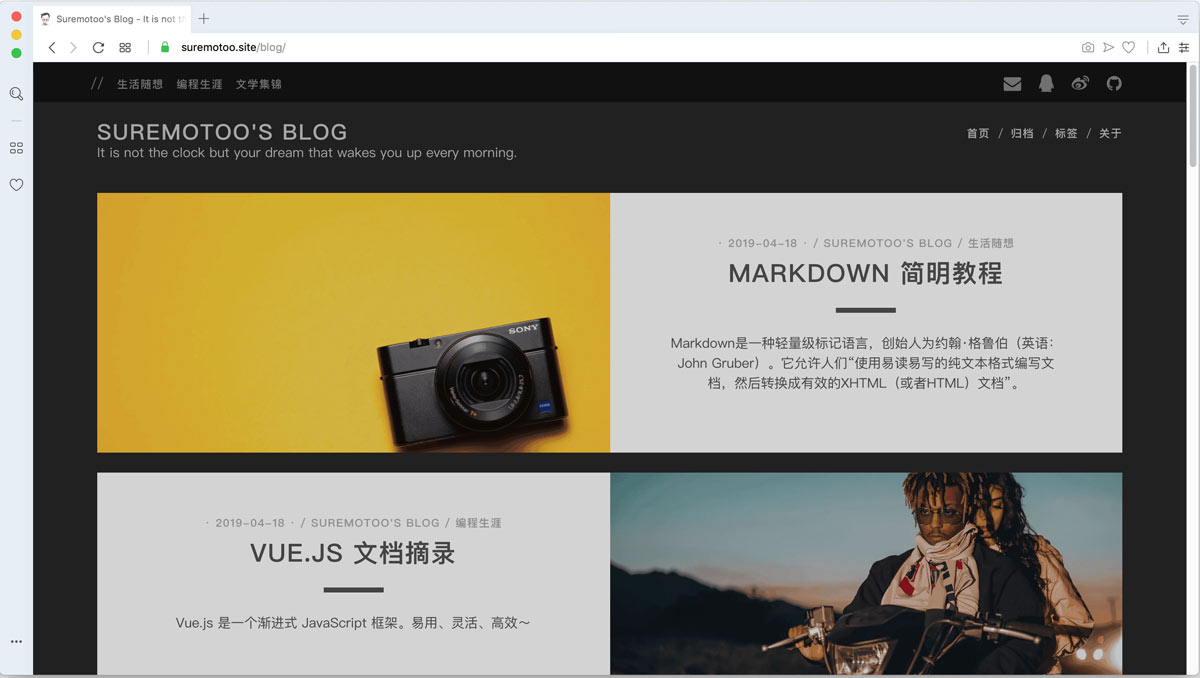 Suremotoo's Blog - It is not th
suremotoo.site/blog/
// 生活随想 编程生涯 文学集锦
SUREMOTOO'S BLOG
It is not the clock but your dream that wakes you up every morning.
首页 / 归档 / 标签 / 关于
SONY
ZEISS
· 2019-04-18 · / SUREMOTOO'S BLOG / 生活随想
MARKDOWN 简明教程
Markdown是一种轻量级标记语言，创始人为约翰·格鲁伯（英语：
John Gruber）。它允许人们“使用易读易写的纯文本格式编写文
档，然后转换成有效的XHTML（或者HTML）文档”。
· 2019-04-18 · / SUREMOTOO'S BLOG / 编程生涯
VUE.JS 文档摘录
Vue.js 是一个渐进式 JavaScript 框架。易用、灵活、高效～